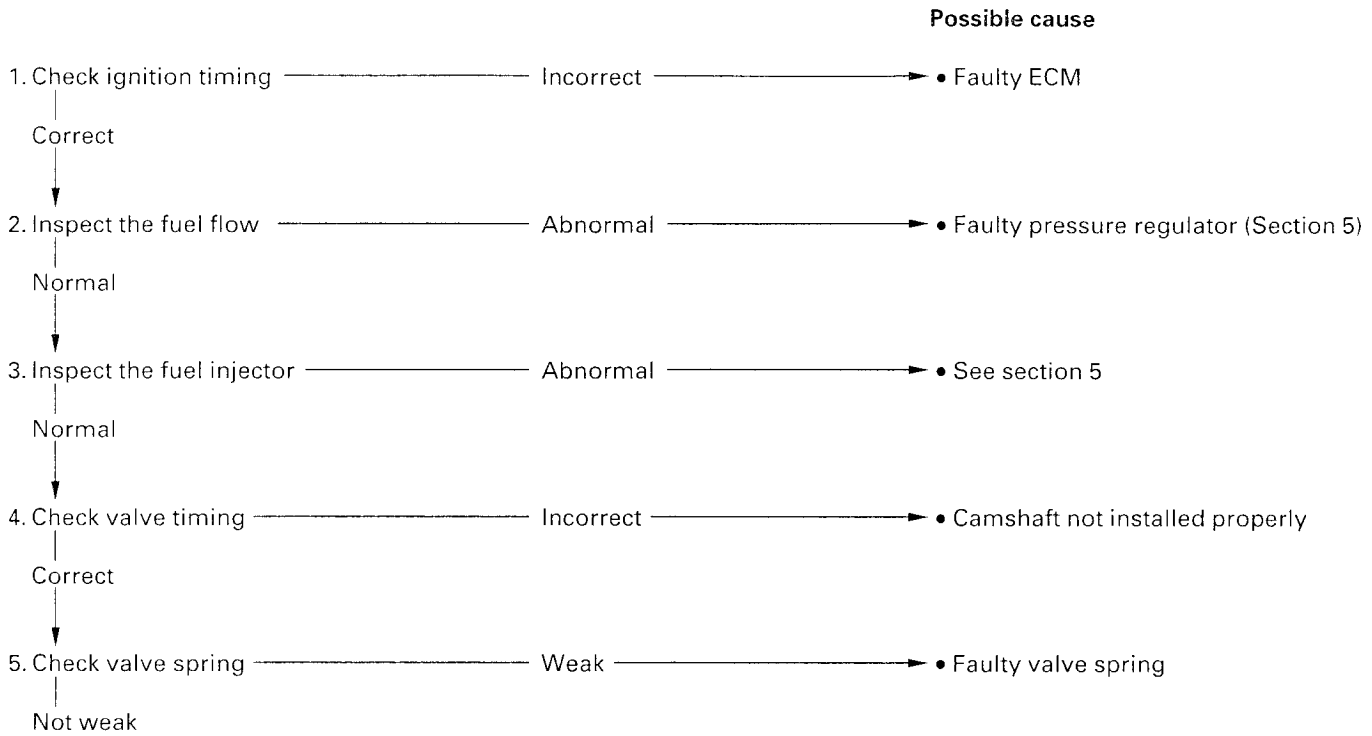 Possible cause
1. Check ignition timing Incorrect • Faulty ECM
Correct
2. Inspect the fuel flow Abnormal • Faulty pressure regulator (Section 5)
Normal
3. Inspect the fuel injector Abnormal • See section 5
Normal
4. Check valve timing Incorrect • Camshaft not installed properly
Correct
5. Check valve spring Weak • Faulty valve spring
Not weak